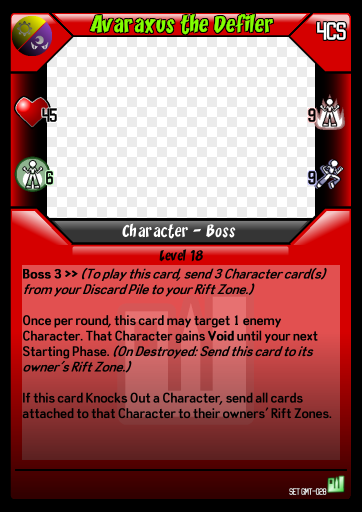 Avaraxus the Defiler
4CS
45
9
6
9
Character - Boss
Level 18
Boss 3 >> (To play this card, send 3 Character card(s)
from your Discard Pile to your Rift Zone.)
Once per round, this card may target 1 enemy
Character. That Character gains Void until your next
Starting Phase. (On Destroyed: Send this card to its
owner's Rift Zone.)
If this card Knocks Out a Character, send all cards
attached to that Character to their owners' Rift Zones.
SET GMT-028